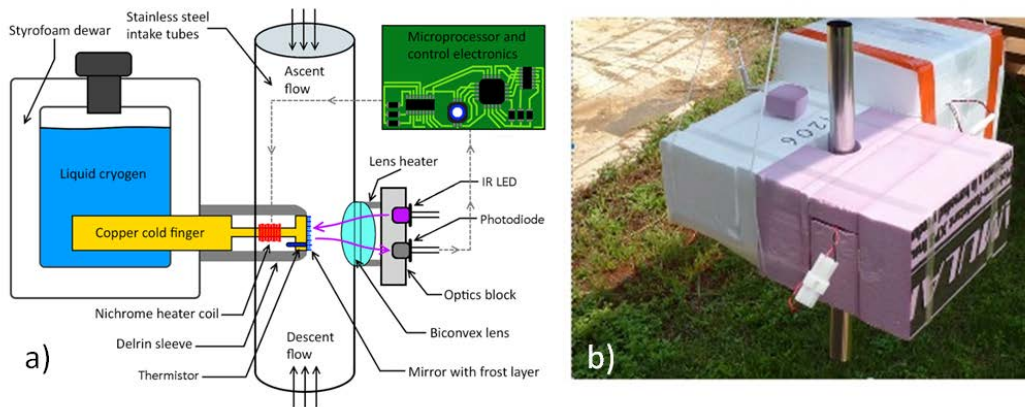 Styrofoam dewar
Stainless steel
intake tubes
Microprocessor and
control electronics
Ascent
flow
Lens heater
IR LED
Liquid cryogen
Photodiode
Copper cold finger
Nichrome heater coil
Optics block
Delrin sleeve
Descent
flow
Biconvex lens
Thermistor
Mirror with frost layer
a)
1206
b)